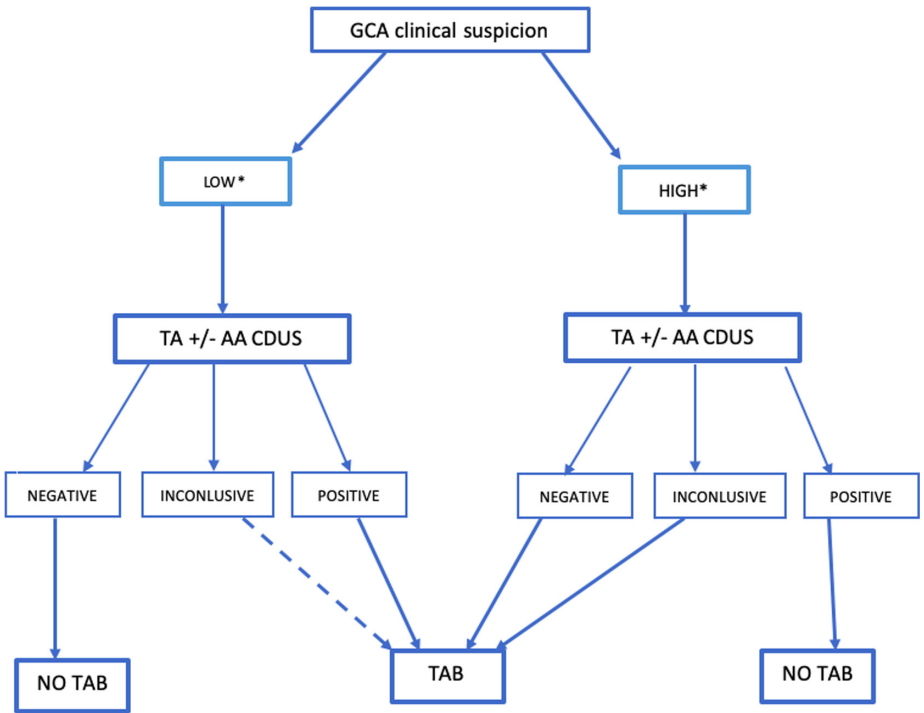 GCA clinical suspicion
LOW*
HIGH*
TA +/- AA CDUS
TA +/- AA CDUS
NEGATIVE
INCONLUSIVE
POSITIVE
NEGATIVE
INCONLUSIVE
POSITIVE
NO TAB
TAB
NO TAB